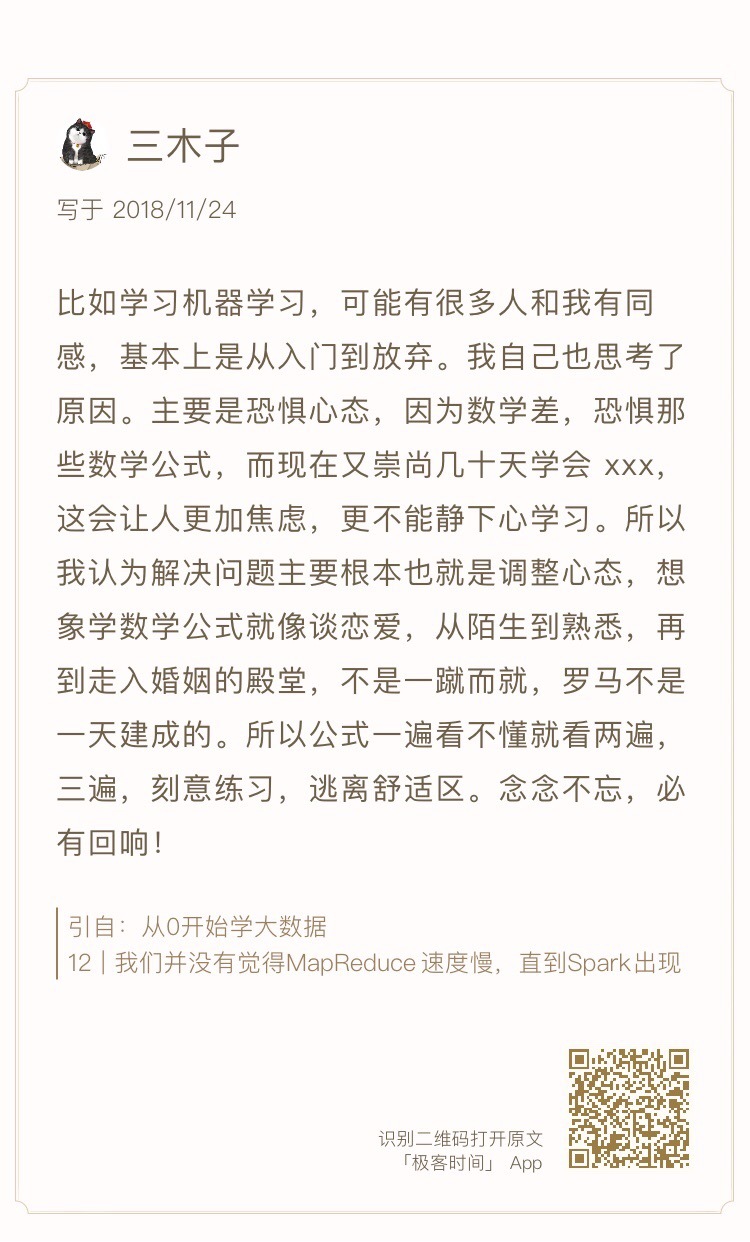 三木子
写于 2018/11/24
比如学习机器学习，可能有很多人和我有同
感，基本上是从入门到放弃。我自己也思考了
原因。主要是恐惧心态，因为数学差，恐惧那
些数学公式，而现在又崇尚几十天学会 xxx，
这会让人更加焦虑，更不能静下心学习。所以
我认为解决问题主要根本也就是调整心态，想
象学数学公式就像谈恋爱，从陌生到熟悉，再
到走入婚姻的殿堂，不是一蹴而就，罗马不是
一天建成的。所以公式一遍看不懂就看两遍，
三遍，刻意练习，逃离舒适区。念念不忘，必
有回响！
引自：从0开始学大数据
12 | 我们并没有觉得MapReduce 速度慢，直到Spark出现
识别二维码打开原文
「极客时间」 App